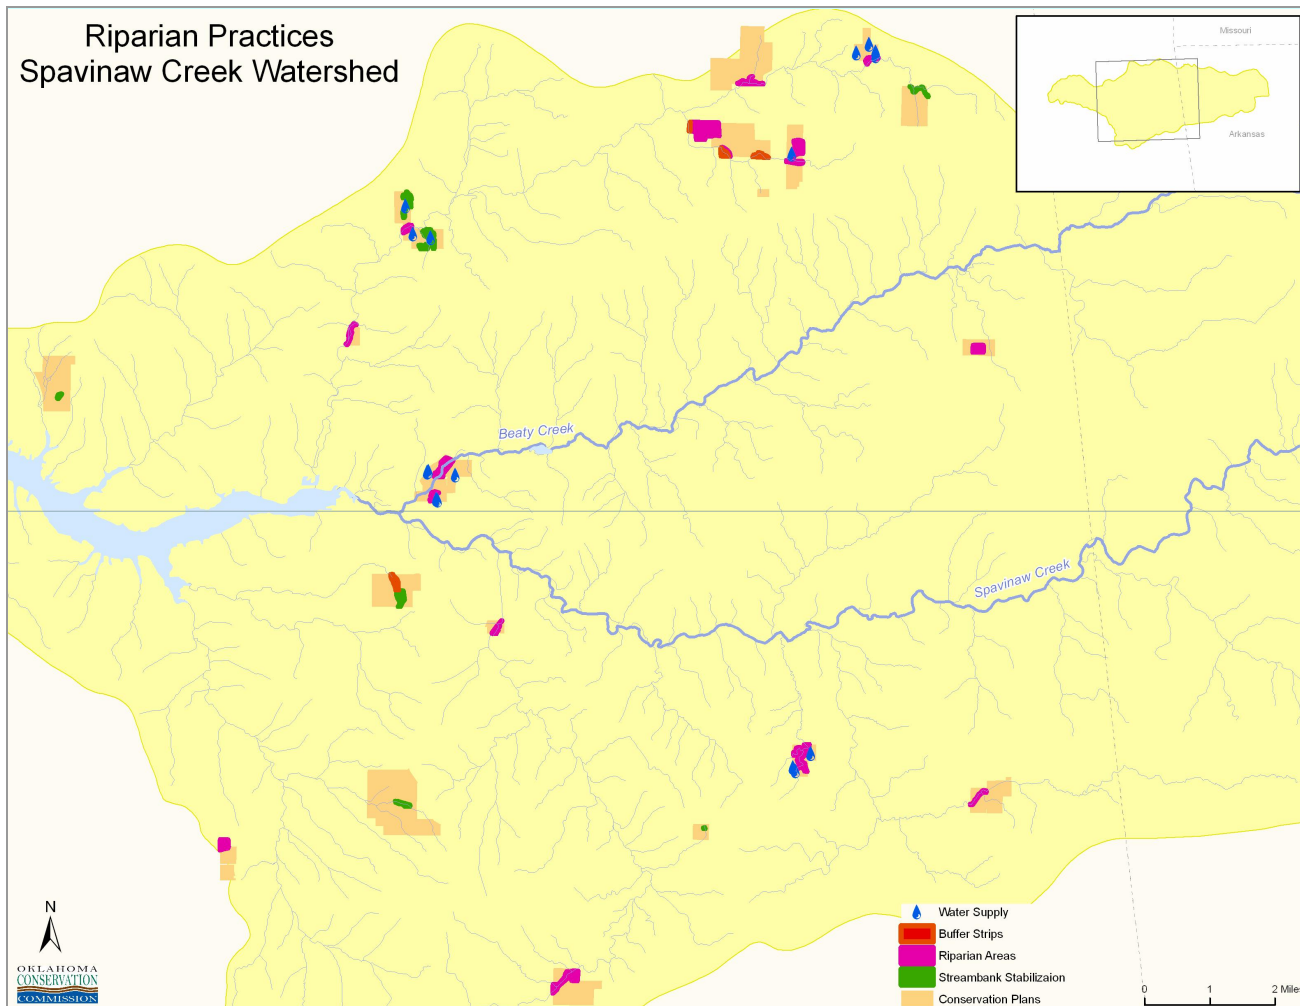 Riparian Practices
Spavinaw Creek Watershed
Missouri
Arkansas
Beaty Creek
Spavinaw Creek
N
OKLAHOMA
CONSERVATION
COMMISSION
Water Supply
Buffer Strips
Riparian Areas
Streambank Stabilizaion
Conservation Plans
0 1 2 Miles